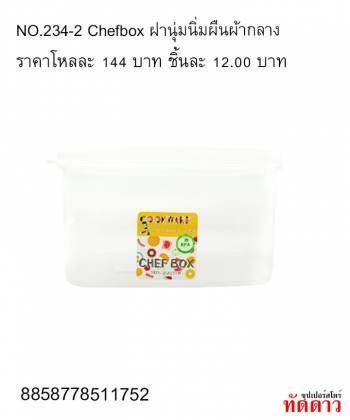 NO.234-2 Chefbox ฝานุ่มนิ่มผืนผ้ากลาง
ราคาโหลละ 144 บาท ชิ้นละ 12.00 บาท
COOKWARE
CHEF BOX
8858778511752
ซุปเปอร์สโตร์
ทัดดาว